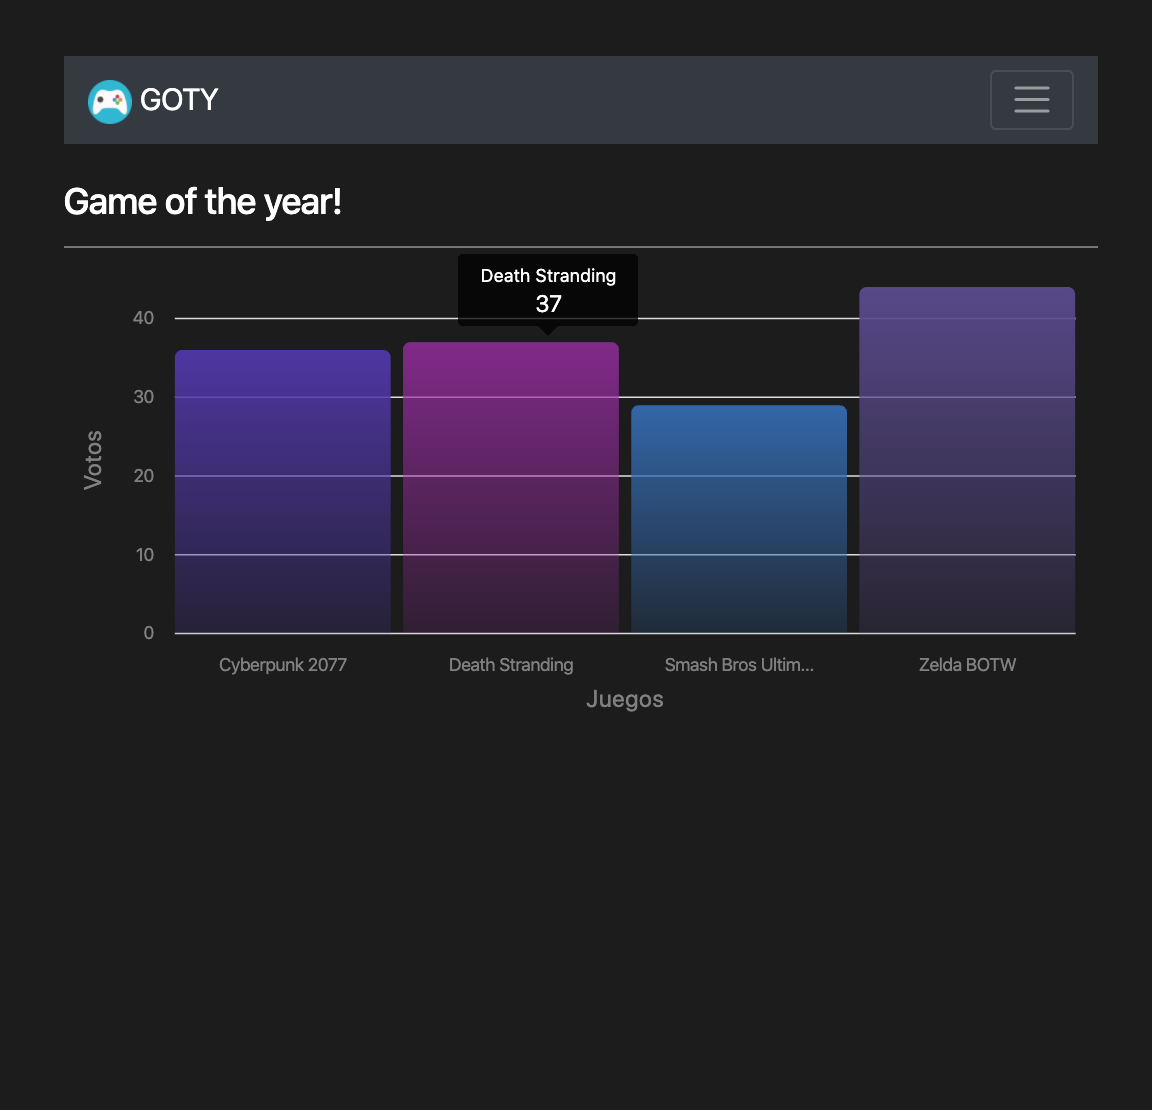 GOTY
Game of the year!
Death Stranding
37
40
30
20
10
0
Votos
Cyberpunk 2077
Death Stranding
Smash Bros Ultim...
Zelda BOTW
Juegos